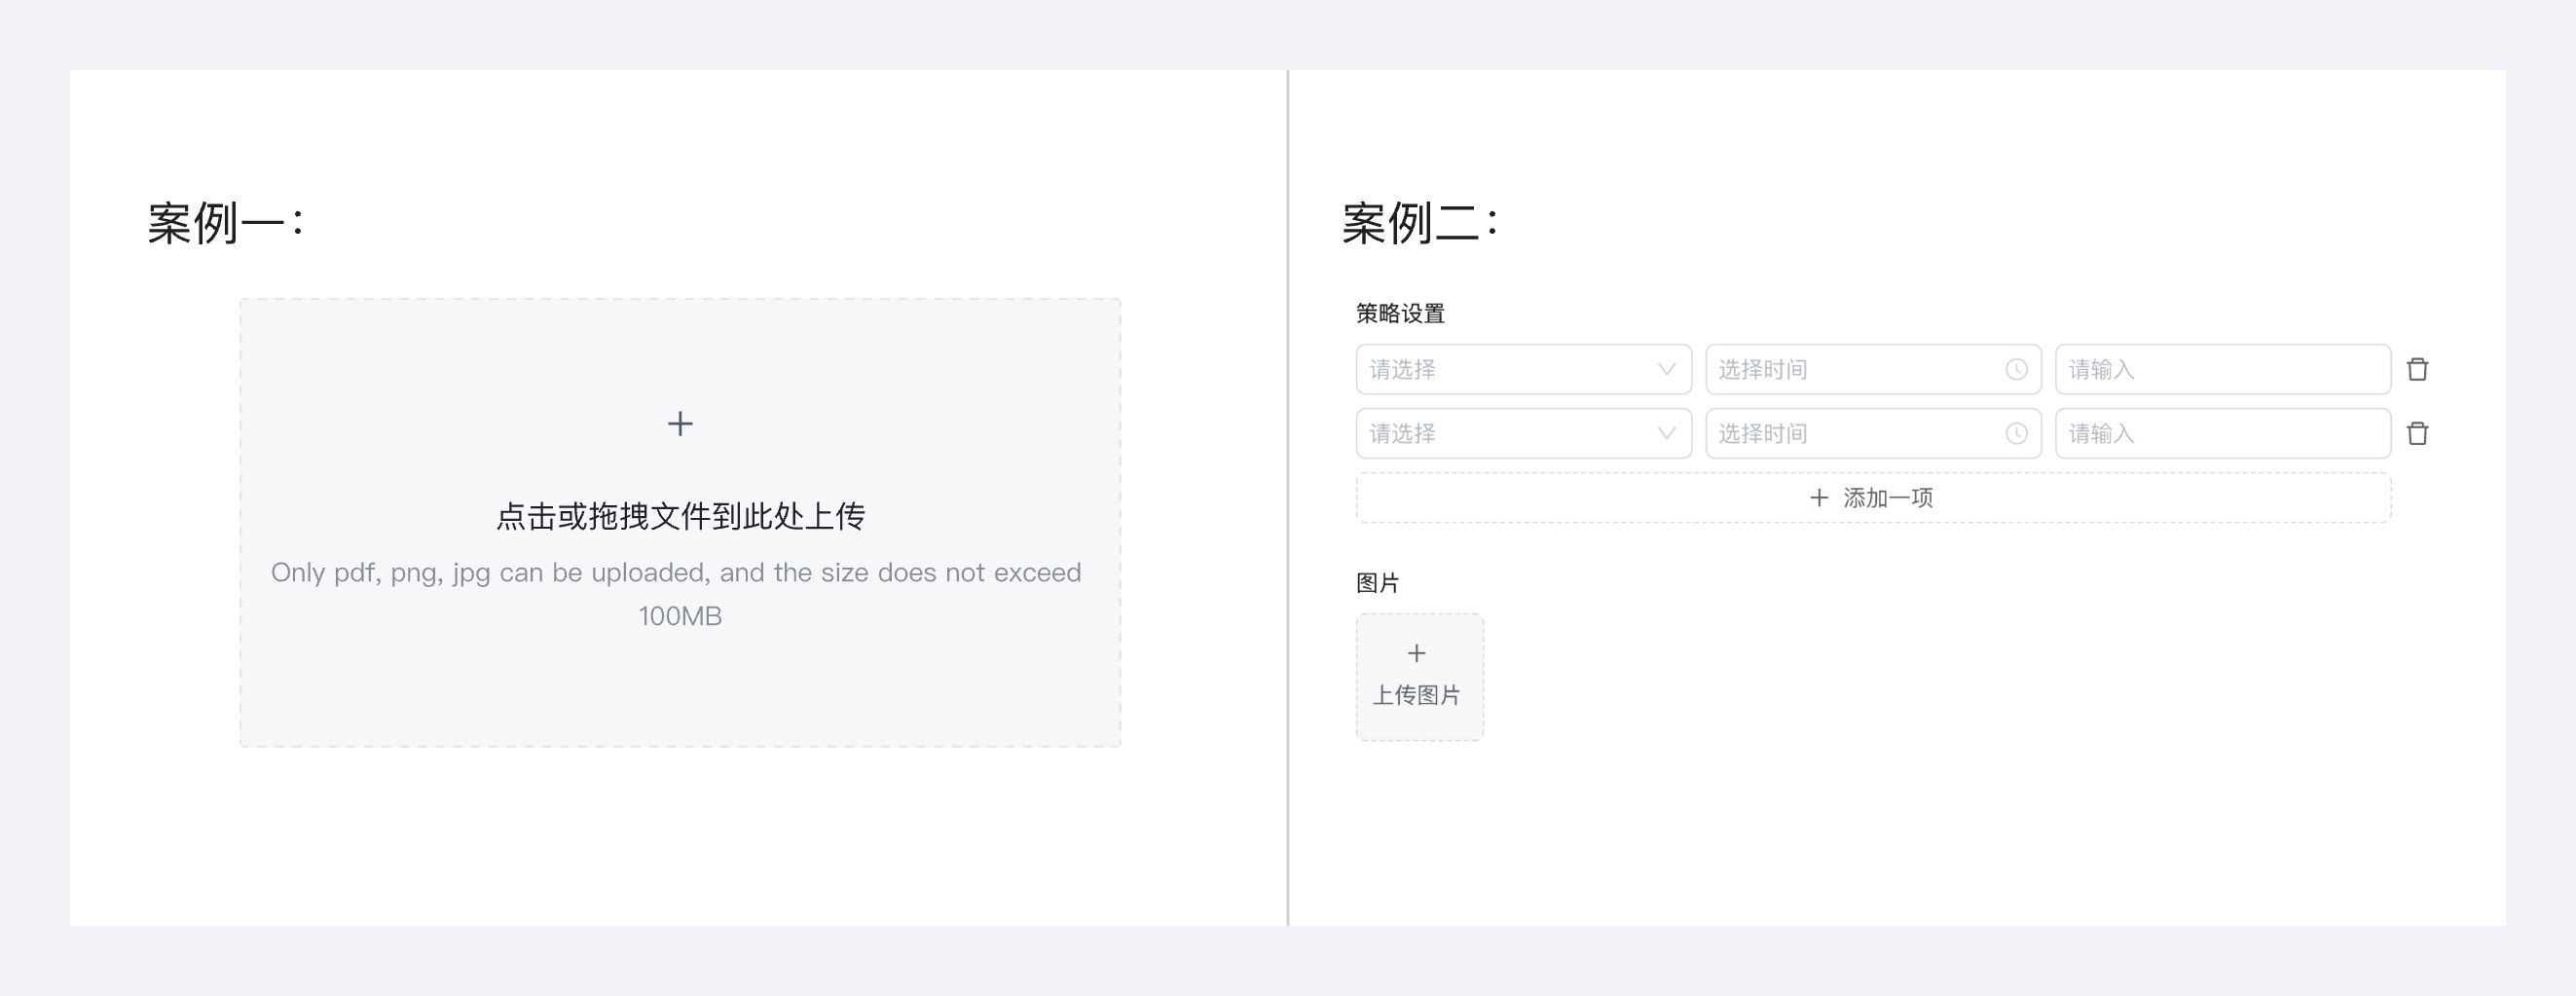 案例一：
点击或拖拽文件到此处上传
Only pdf, png, jpg can be uploaded, and the size does not exceed
100MB
案例二：
策略设置
请选择 选择时间 请输入
请选择 选择时间 请输入
添加一项
图片
上传图片